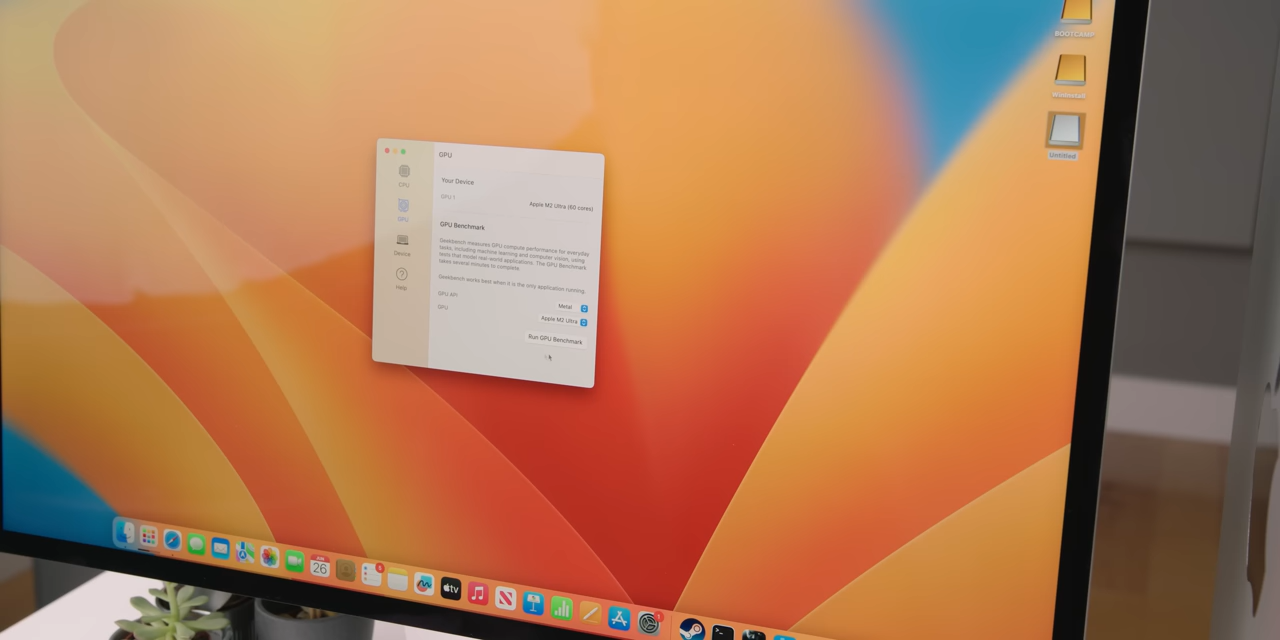 BOOTCAMP
Untitled
GPU
CPU
GPU
Device
Help
Your Device
GPU 1
Apple M2 Ultra (60 cores)
GPU Benchmark
Geekbench measures GPU compute performance for everyday
tasks, including machine learning and computer vision, using
tests that model real-world applications. The GPU Benchmark
takes several minutes to complete.
Geekbench works best when it is the only application running.
GPU API
Metal
GPU
Apple M2 Ultra
Run GPU Benchmark
26
tv